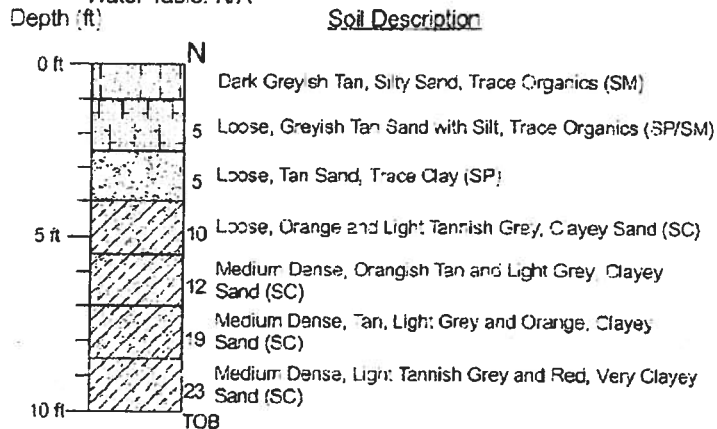 Water Table: N/A
Depth (ft)
Soil Description
N
0 ft
Dark Greyish Tan, Silty Sand, Trace Organics (SM)
5 Loose, Greyish Tan Sand with Silt, Trace Organics (SP/SM)
5 Loose, Tan Sand, Trace Clay (SP)
5 ft
10 Loose, Orange and Light Tannish Grey, Clayey Sand (SC)
Medium Dense, Orangish Tan and Light Grey, Clayey
12 Sand (SC)
Medium Dense, Tan, Light Grey and Orange, Clayey
19 Sand (SC)
Medium Dense, Light Tannish Grey and Red, Very Clayey
23 Sand (SC)
10 ft
TOB